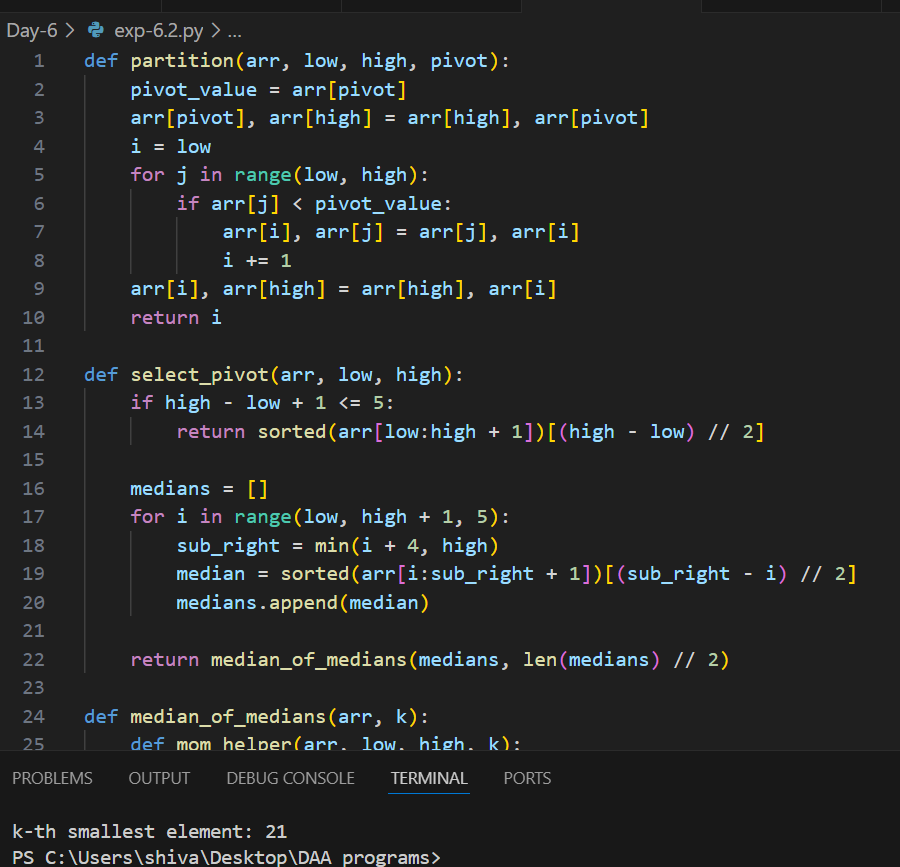 Day-6 > exp-6.2.py > ...
1 def partition(arr, low, high, pivot):
2     pivot_value = arr[pivot]
3     arr[pivot], arr[high] = arr[high], arr[pivot]
4     i = low
5     for j in range(low, high):
6         if arr[j] < pivot_value:
7             arr[i], arr[j] = arr[j], arr[i]
8             i += 1
9     arr[i], arr[high] = arr[high], arr[i]
10     return i
11
12 def select_pivot(arr, low, high):
13     if high - low + 1 <= 5:
14         return sorted(arr[low:high + 1])[(high - low) // 2]
15
16     medians = []
17     for i in range(low, high + 1, 5):
18         sub_right = min(i + 4, high)
19         median = sorted(arr[i:sub_right + 1])[(sub_right - i) // 2]
20         medians.append(median)
21
22     return median_of_medians(medians, len(medians) // 2)
23
24 def median_of_medians(arr, k):
25     def mom_helper(arr, low, high, k):
PROBLEMS OUTPUT DEBUG CONSOLE TERMINAL PORTS
k-th smallest element: 21
PS C:\Users\shiva\Desktop\DAA programs>